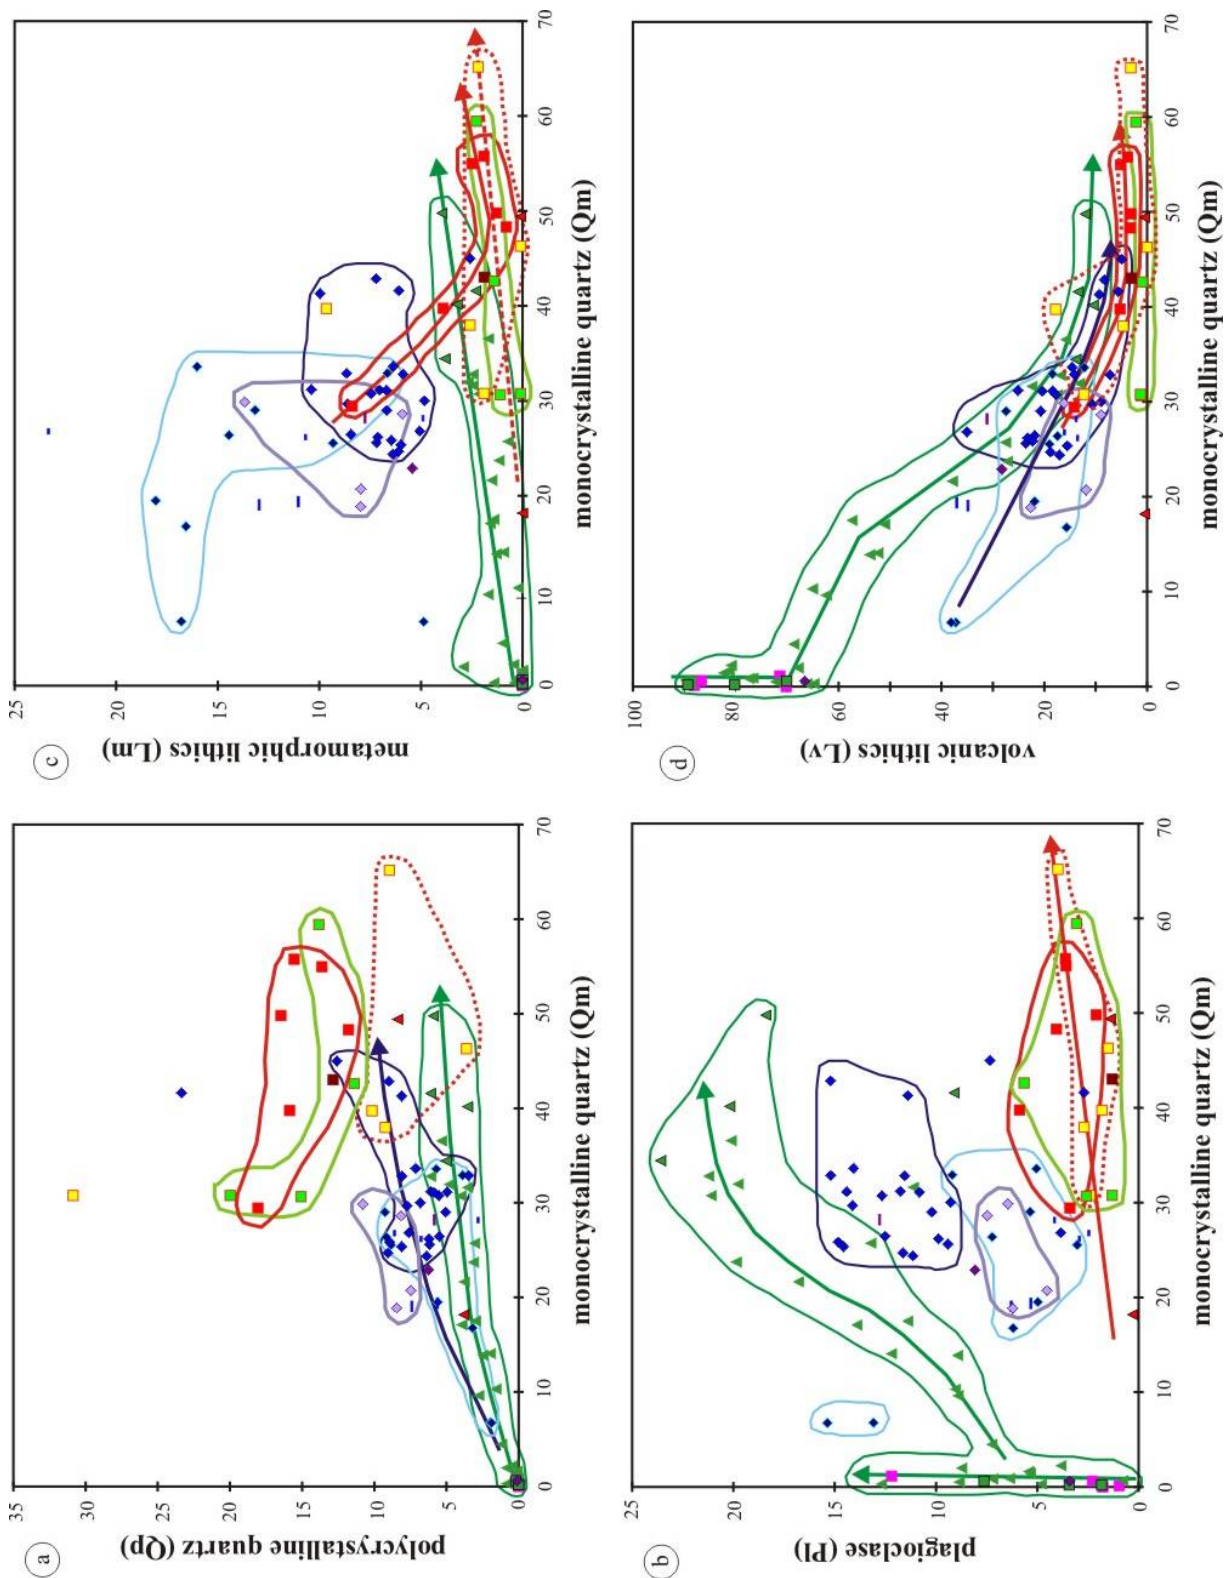 a
polycrystalline quartz (Qp)
35
30
25
20
15
10
5
0
0 10 20 30 40 50 60 70
monocrystalline quartz (Qm)
c
metamorphic lithics (Lm)
25
20
15
10
5
0
0 10 20 30 40 50 60 70
monocrystalline quartz (Qm)
b
plagioclase (Pl)
25
20
15
10
5
0
0 10 20 30 40 50 60 70
monocrystalline quartz (Qm)
d
volcanic lithics (Lv)
100
80
60
40
20
0
0 10 20 30 40 50 60 70
monocrystalline quartz (Qm)